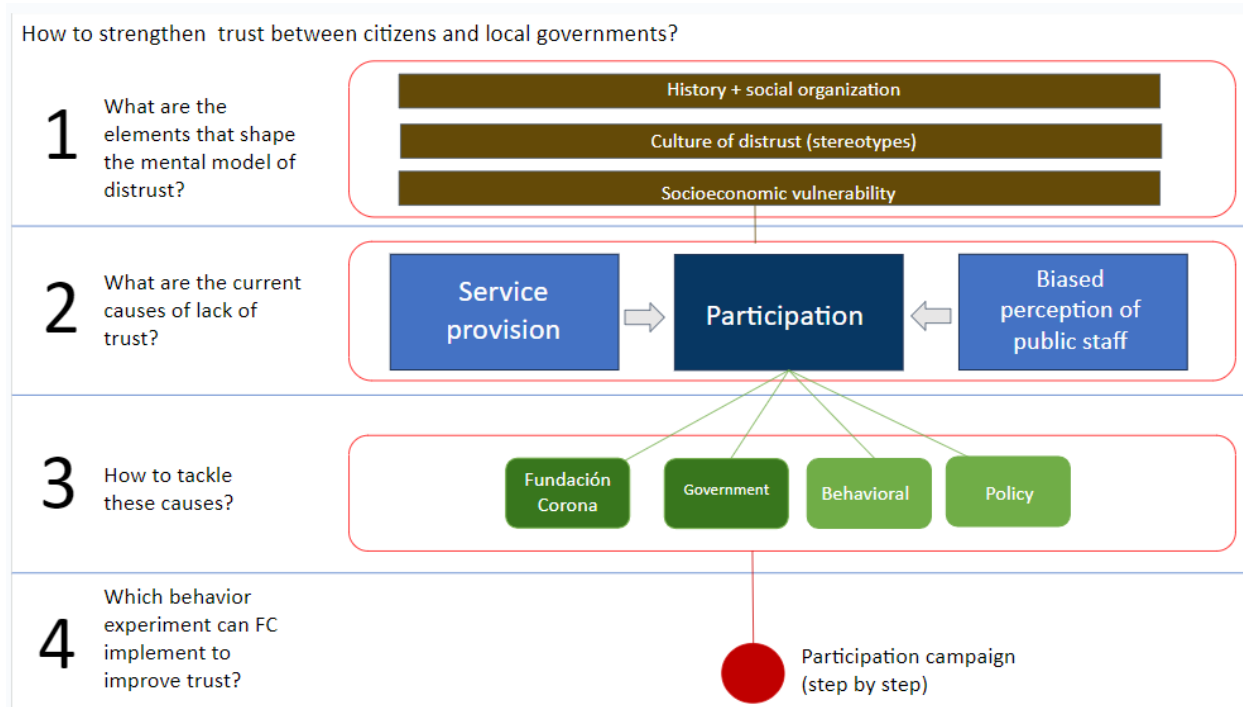 How to strengthen trust between citizens and local governments?
1
What are the
elements that shape
the mental model of
distrust?
History + social organization
Culture of distrust (stereotypes)
Socioeconomic vulnerability
2
What are the current
causes of lack of
trust?
Service
provision
Participation
Biased
perception of
public staff
3
How to tackle
these causes?
Fundación
Corona
Government
Behavioral
Policy
4
Which behavior
experiment can FC
implement to
improve trust?
Participation campaign
(step by step)